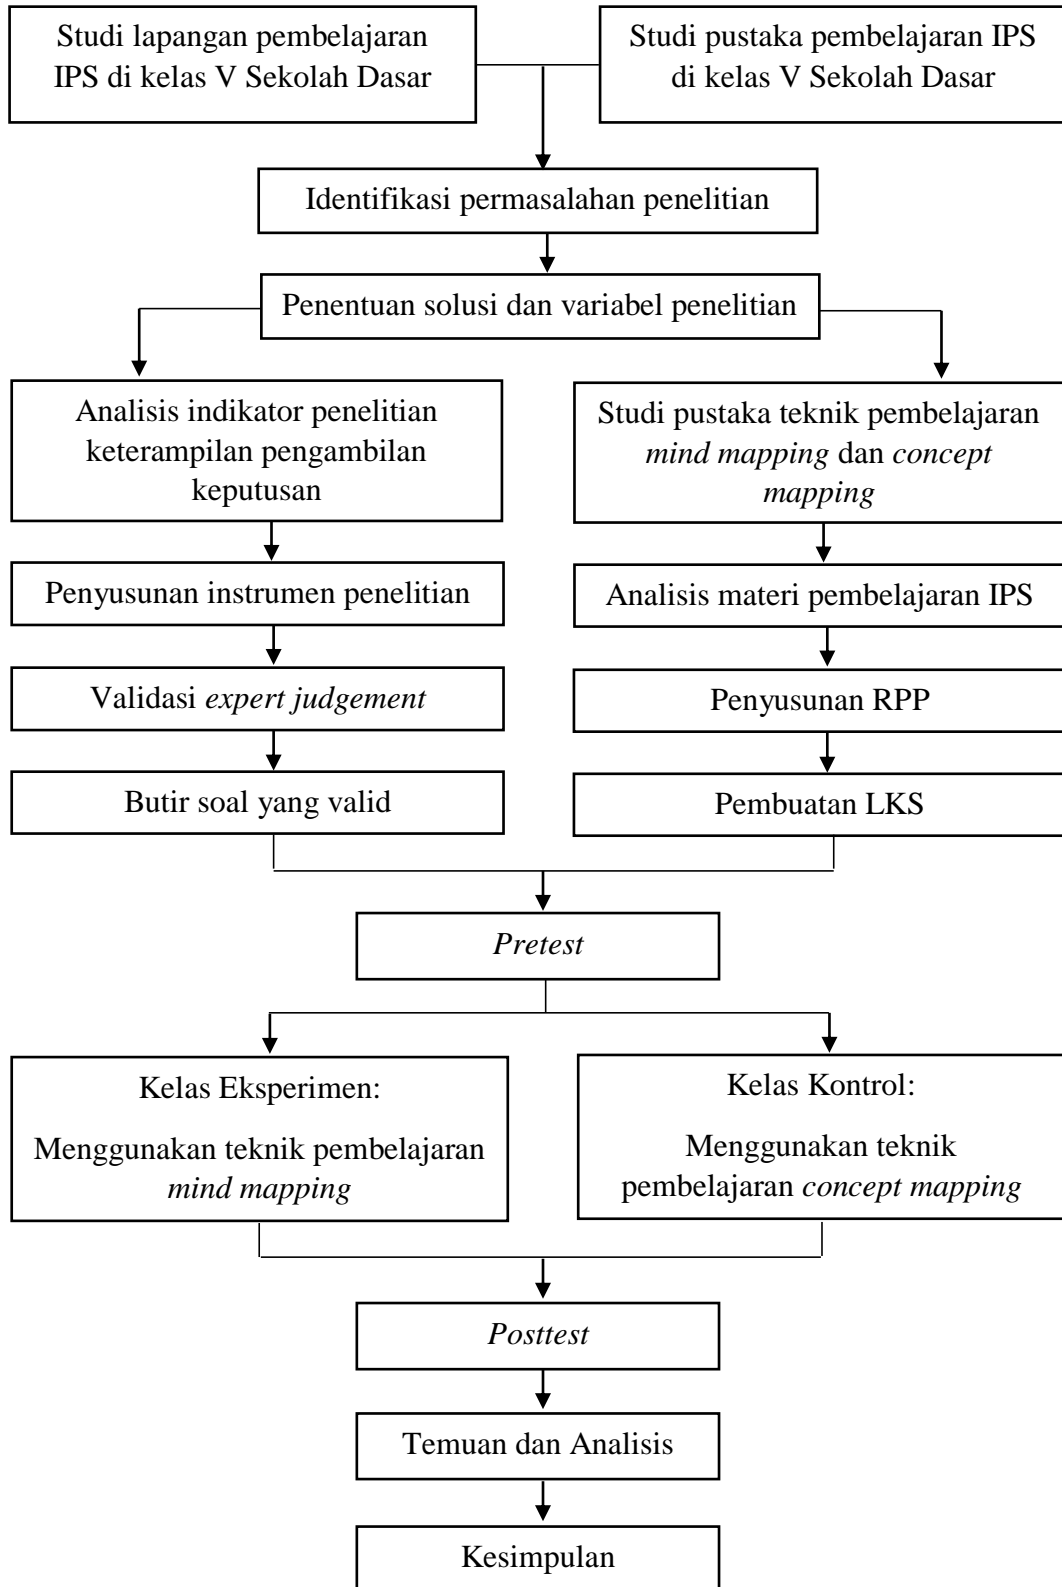 Studi lapangan pembelajaran
IPS di kelas V Sekolah Dasar
Studi pustaka pembelajaran IPS
di kelas V Sekolah Dasar
Identifikasi permasalahan penelitian
Penentuan solusi dan variabel penelitian
Analisis indikator penelitian
keterampilan pengambilan
keputusan
Studi pustaka teknik pembelajaran
mind mapping dan concept
mapping
Penyusunan instrumen penelitian
Analisis materi pembelajaran IPS
Validasi expert judgement
Penyusunan RPP
Butir soal yang valid
Pembuatan LKS
Pretest
Kelas Eksperimen:
Menggunakan teknik pembelajaran
mind mapping
Kelas Kontrol:
Menggunakan teknik
pembelajaran concept mapping
Posttest
Temuan dan Analisis
Kesimpulan